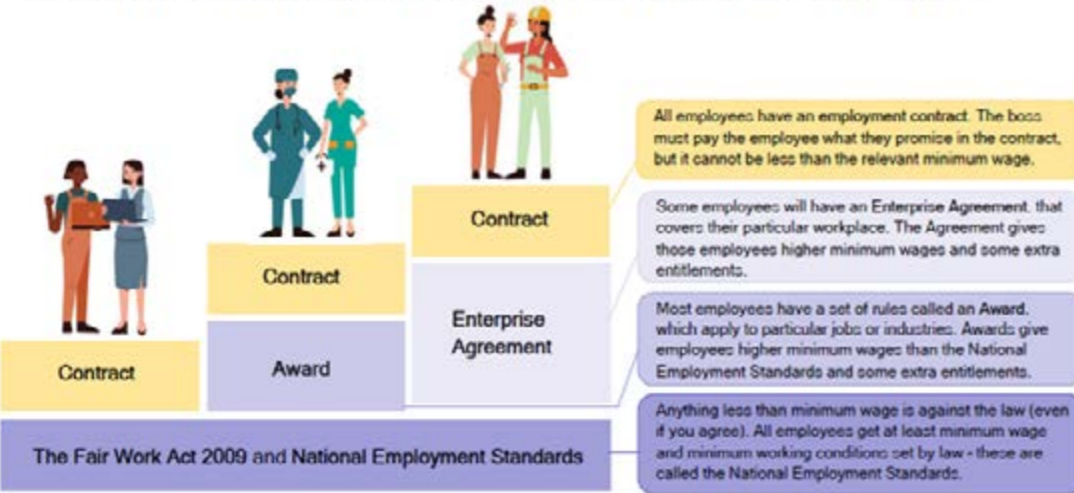 All employees have an employment contract. The boss
must pay the employee what they promise in the contract,
but it cannot be less than the relevant minimum wage.
Contract
Some employees will have an Enterprise Agreement, that
covers their particular workplace. The Agreement gives
those employees higher minimum wages and some extra
entitlements.
Contract
Enterprise
Agreement
Most employees have a set of rules called an Award,
which apply to particular jobs or industries. Awards give
employees higher minimum wages than the National
Employment Standards and some extra entitlements.
Contract
Award
Anything less than minimum wage is against the law (even
if you agree). All employees get at least minimum wage
and minimum working conditions set by law - these are
called the National Employment Standards.
The Fair Work Act 2009 and National Employment Standards